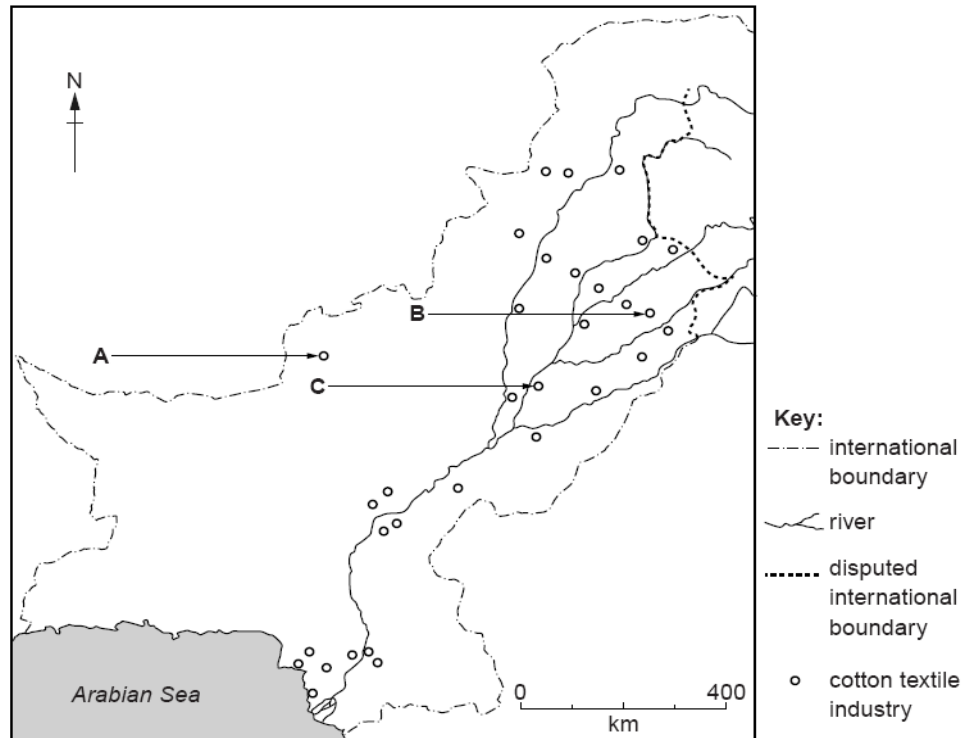 N
B
A
C
Arabian Sea
0 400
km
Key:
international
boundary
river
disputed
international
boundary
cotton textile
industry